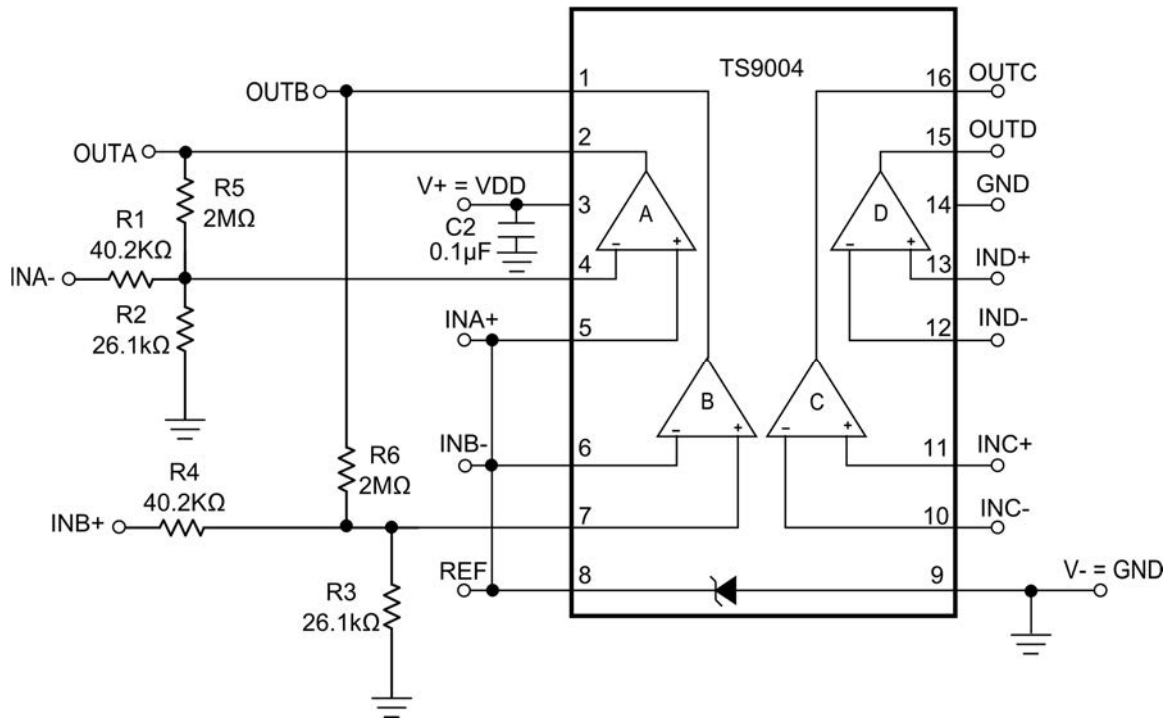 TS9004
OUTB
1
16
OUTC
OUTA
2
15
OUTD
R5
2MΩ
V+ = VDD
3
A
D
14
GND
R1
40.2KΩ
C2
0.1µF
INA-
4
-
+
-
+
13
IND+
R2
26.1kΩ
INA+
5
12
IND-
B
C
INB-
6
-
+
-
+
11
INC+
R6
2MΩ
R4
40.2KΩ
INB+
7
10
INC-
REF
8
9
V- = GND
R3
26.1kΩ